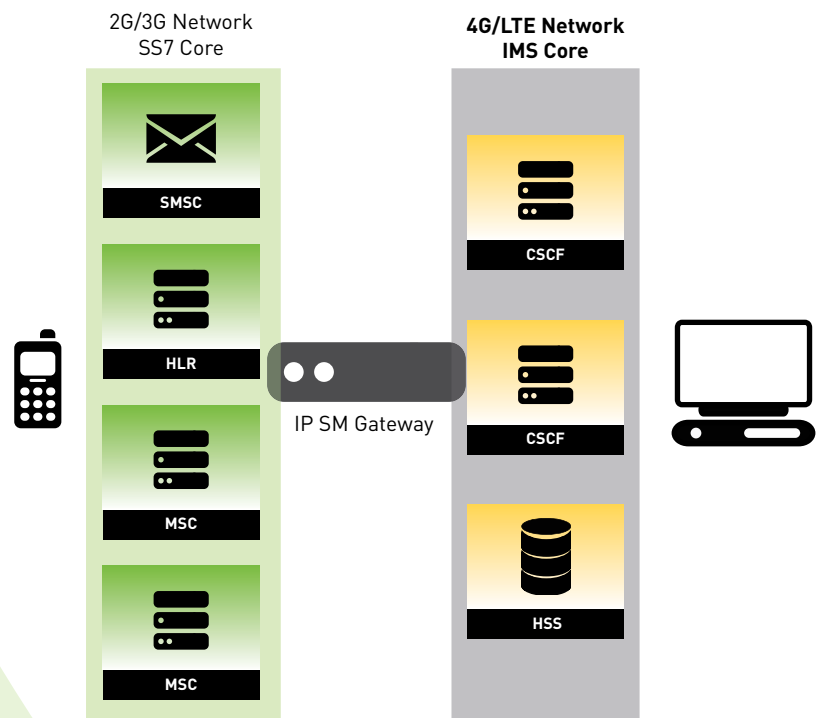 2G/3G Network
SS7 Core
SMSC
HLR
MSC
MSC
IP SM Gateway
4G/LTE Network
IMS Core
CSCF
CSCF
HSS